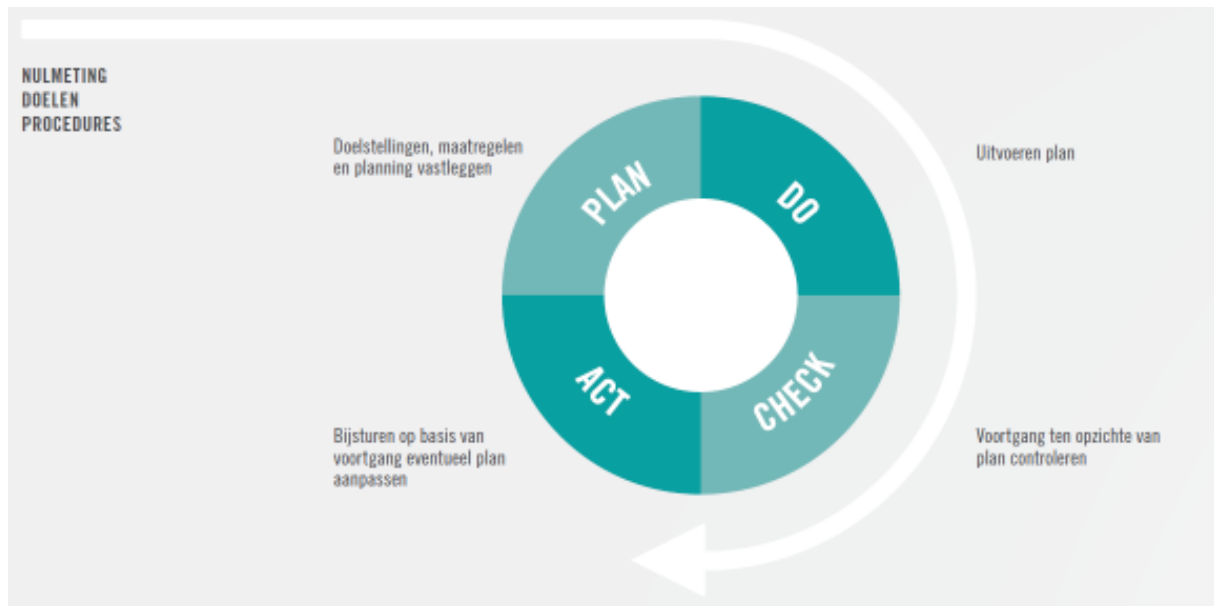 NULMETING
DOELEN
PROCEDURES
Doelstellingen, maatregelen
en planning vastleggen
PLAN
DO
Uitvoeren plan
ACT
CHECK
Bijsturen op basis van
voortgang eventueel plan
aanpassen
Voortgang ten opzichte van
plan controleren